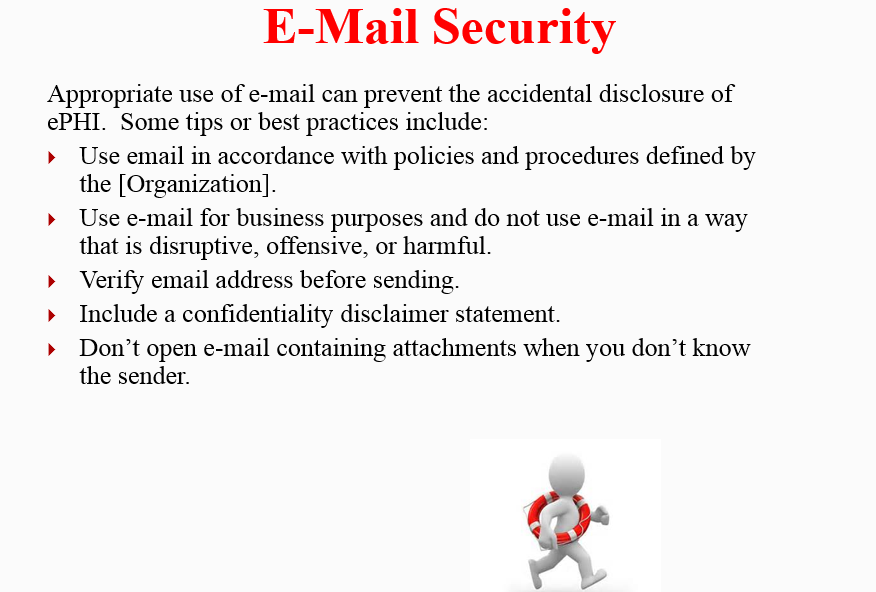 E-Mail Security
Appropriate use of e-mail can prevent the accidental disclosure of
ePHI.  Some tips or best practices include:
Use email in accordance with policies and procedures defined by
the [Organization].
Use e-mail for business purposes and do not use e-mail in a way
that is disruptive, offensive, or harmful.
Verify email address before sending.
Include a confidentiality disclaimer statement.
Don’t open e-mail containing attachments when you don’t know
the sender.